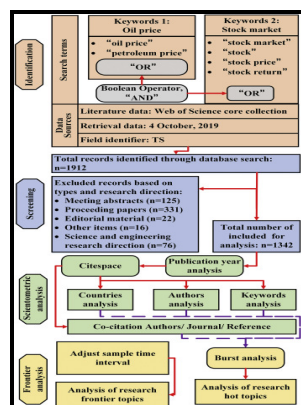 Identification
Search terms
Keywords 1:
Oil price
• "oil price"
• "petroleum price"
"OR"
Keywords 2:
Stock market
• "stock market"
• "stock"
• "stock price"
• "stock return"
Boolean Operator,
"AND"
"OR"
Data
Sources
Literature data: Web of Science core collection
Retrieval data: 4 October, 2019
Field identifier: TS
Total records identified through database search:
n=1912
Screening
Excluded records based on
types and research direction:
• Meeting abstracts (n=125)
• Proceeding papers (n=331)
• Editorial material (n=22)
• Other items (n=16)
• Science and engineering
research direction (n=76)
Total number of
included for
analysis: n=1342
Scientometric
analysis
Citespace
Publication year
analysis
Countries
analysis
Authors
analysis
Keywords
analysis
Co-citation Authors/ Journal/ Reference
Frontier
analysis
Adjust sample time
interval
Burst analysis
Analysis of research
frontier topics
Analysis of research
hot topics